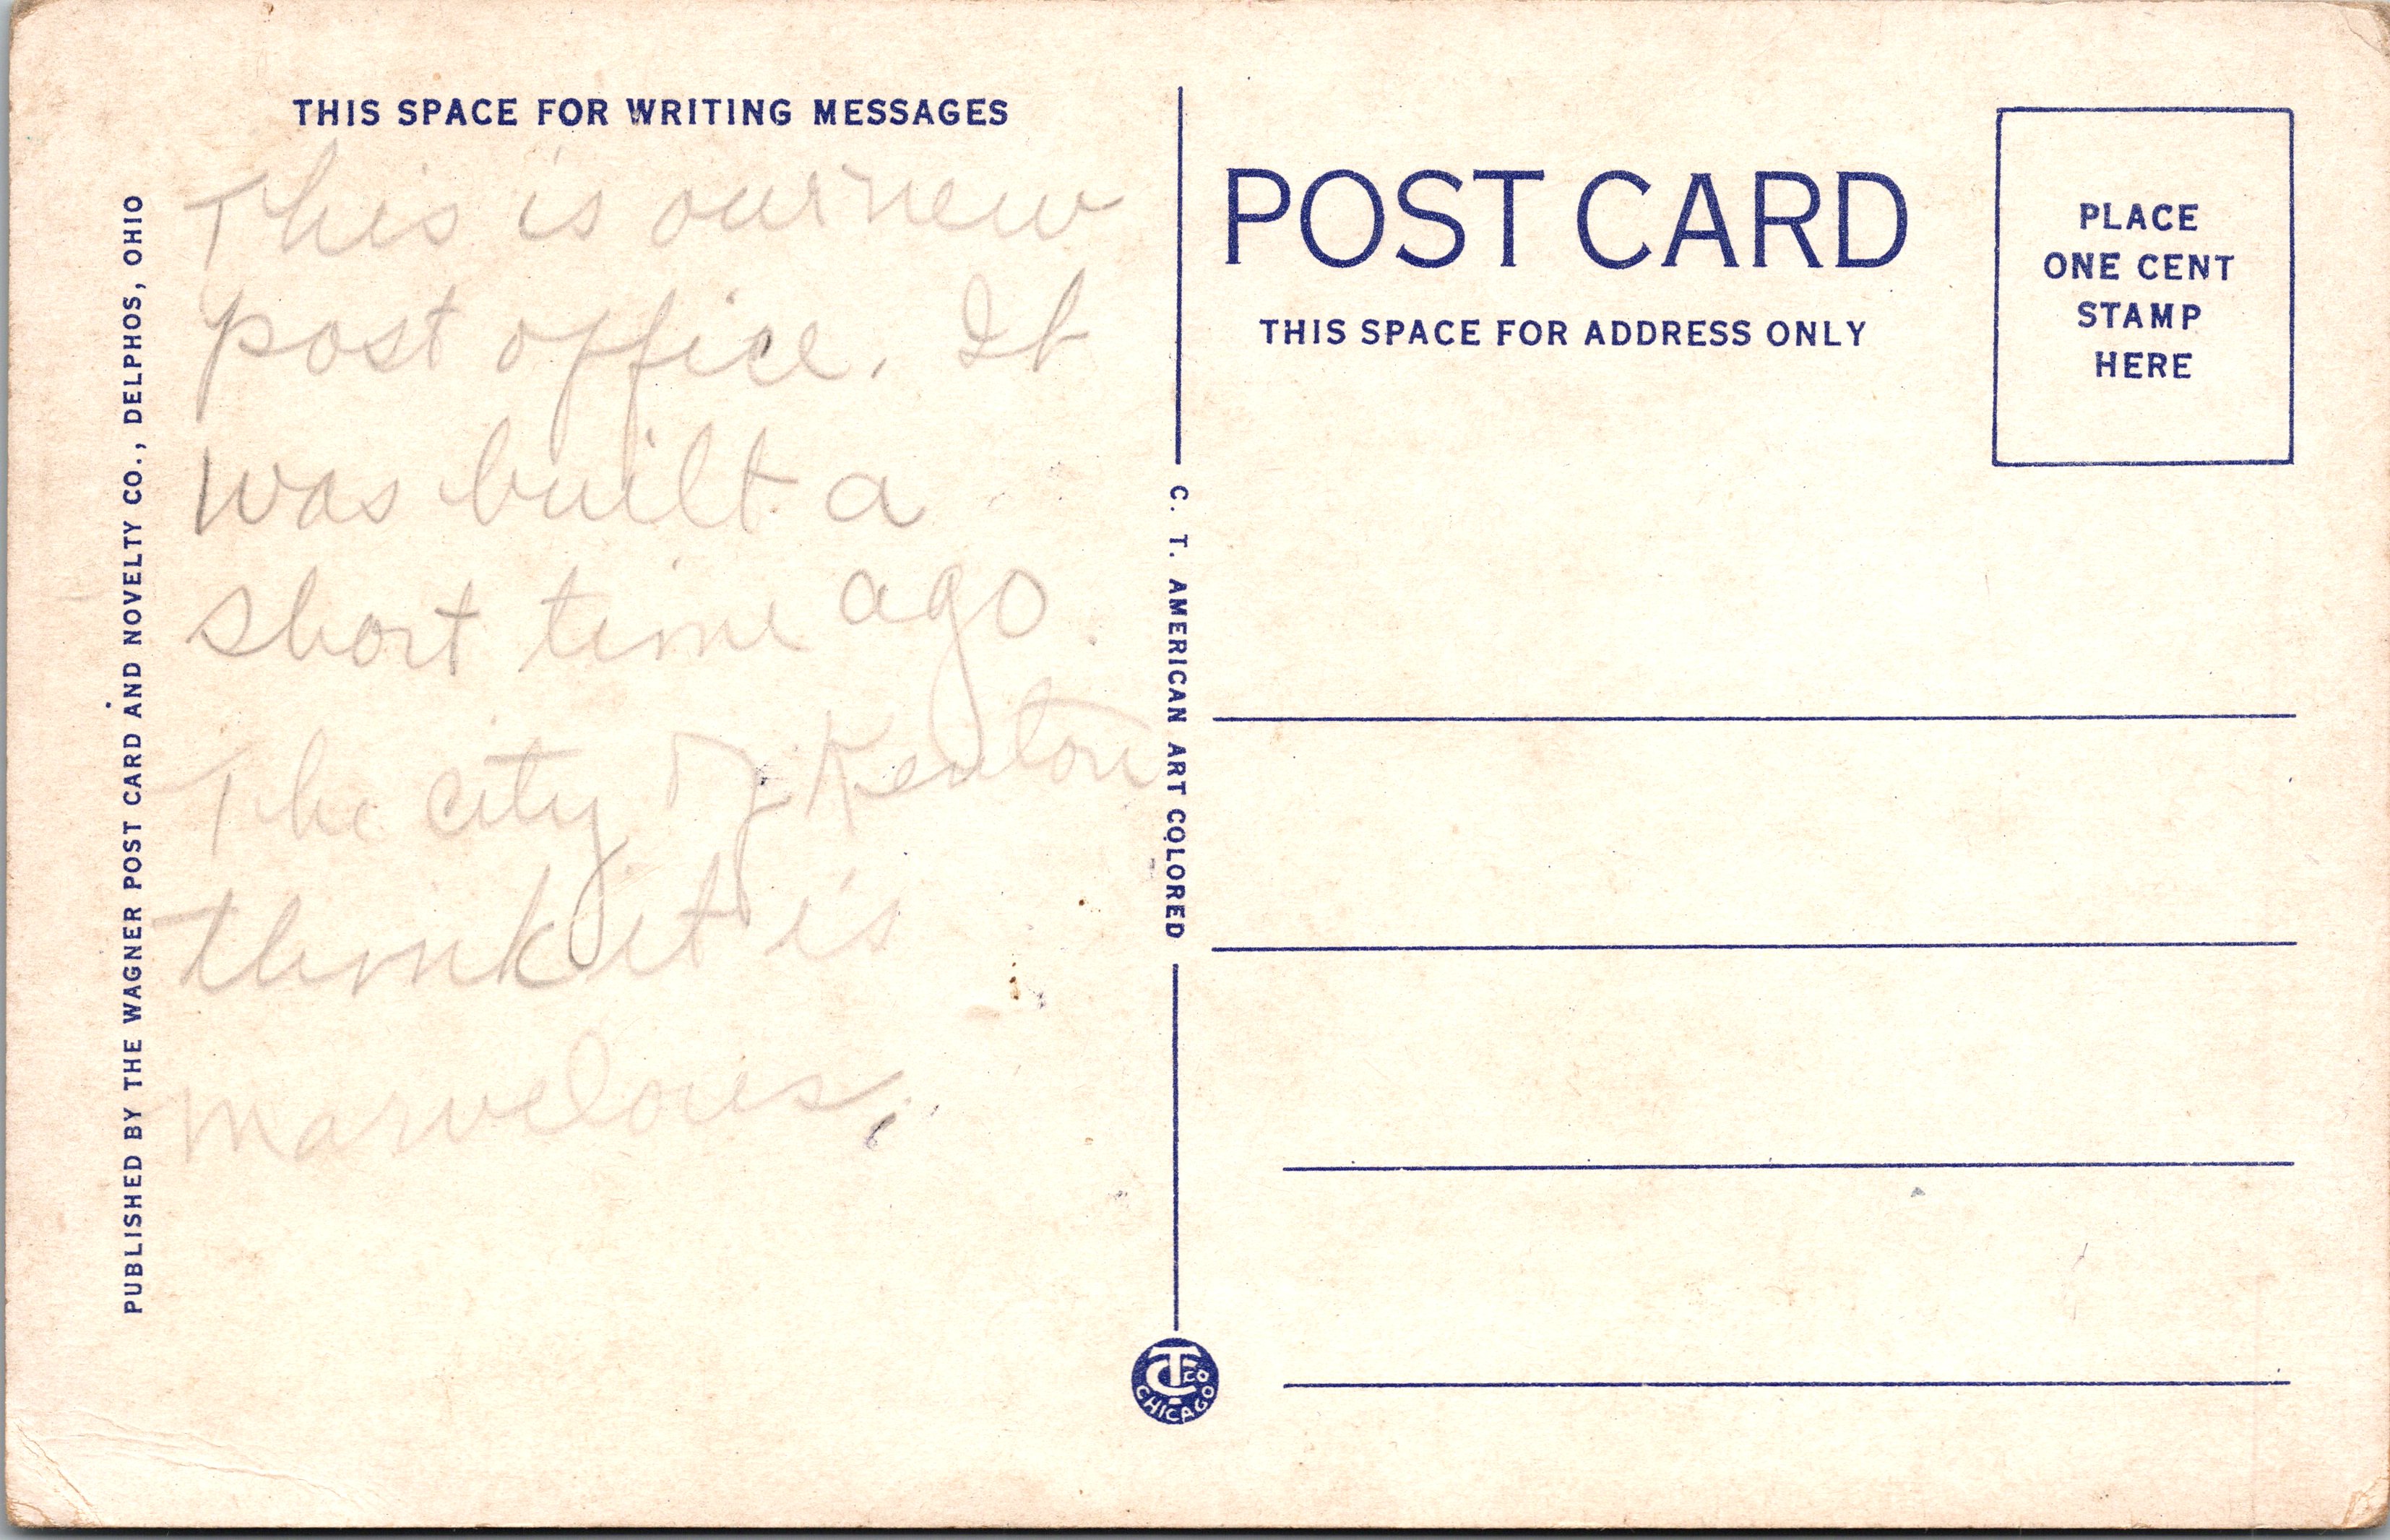 THIS SPACE FOR WRITING MESSAGES
This is our new
post office. It
was built a
short time ago.
The city of Kenton
think it is
marvelous.
PUBLISHED BY THE WAGNER POST CARD AND NOVELTY CO., DELPHOS, OHIO
C. T. AMERICAN ART COLORED
POST CARD
THIS SPACE FOR ADDRESS ONLY
PLACE
ONE CENT
STAMP
HERE
CT CO
CHICAGO